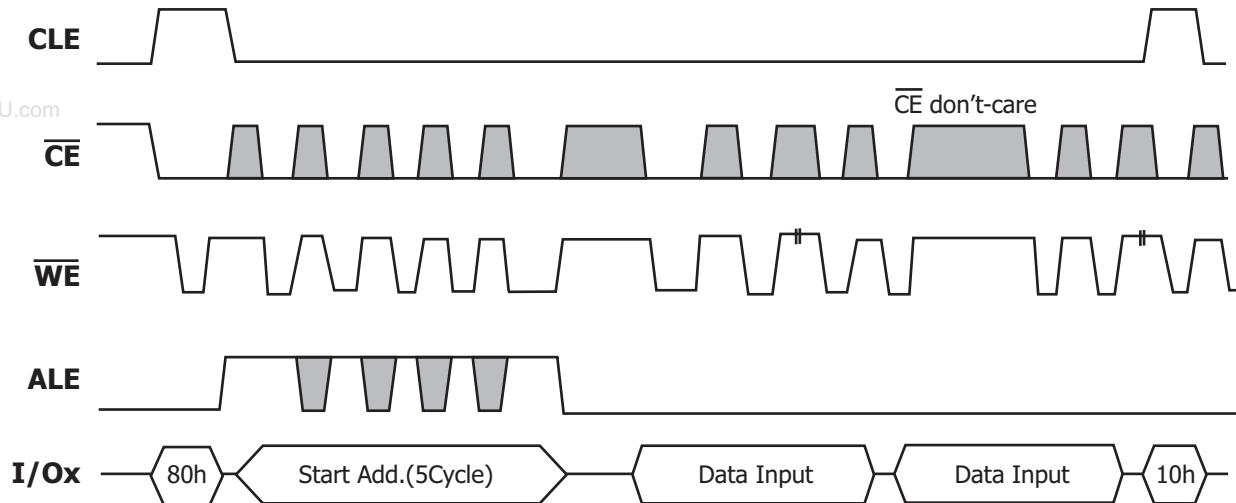 CLE
U.com
CE don't-care
CE
WE
ALE
I/Ox
80h
Start Add.(5Cycle)
Data Input
Data Input
10h